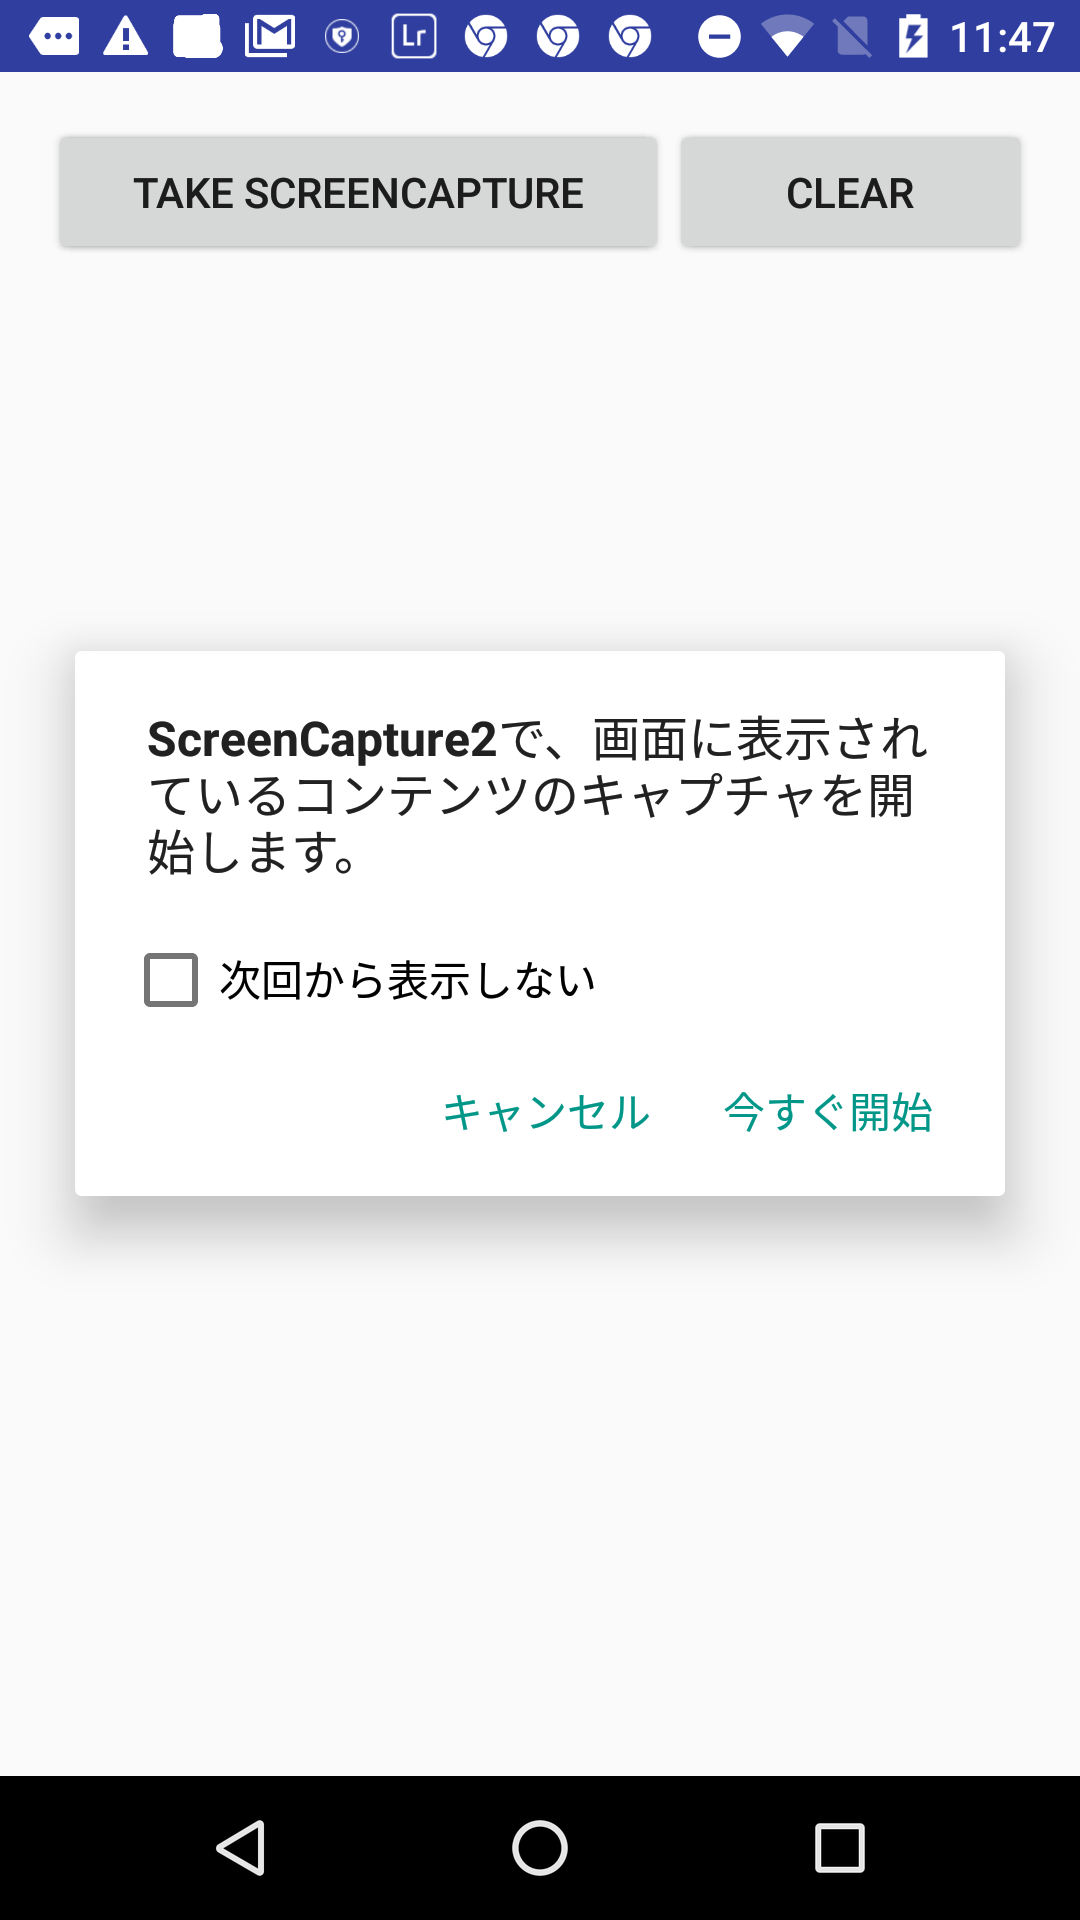 Lr
11:47
TAKE SCREENCAPTURE
CLEAR
ScreenCapture2で、画面に表示され
ているコンテンツのキャプチャを開
始します。
次回から表示しない
キャンセル
今すぐ開始